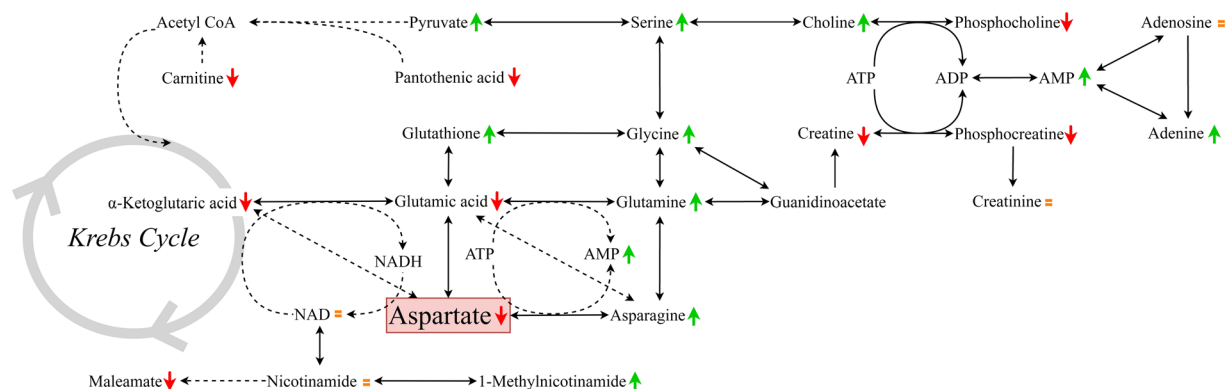 Acetyl CoA Pyruvate Serine Choline Phosphocholine Adenosine =
Carnitine Pantothenic acid ATP ADP AMP
Glutathione Glycine Creatine Phosphocreatine Adenine
α-Ketoglutaric acid Glutamic acid Glutamine Guanidinoacetate Creatinine =
Krebs Cycle
NADH ATP AMP
NAD = Aspartate Asparagine
Maleamate Nicotinamide = 1-Methylnicotinamide